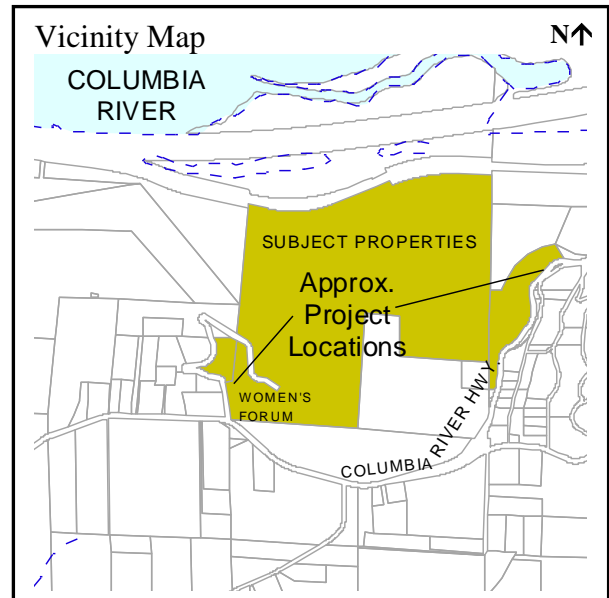 Vicinity Map
N↑
COLUMBIA
RIVER
SUBJECT PROPERTIES
Approx.
Project
Locations
WOMEN'S
FORUM
COLUMBIA RIVER HWY.